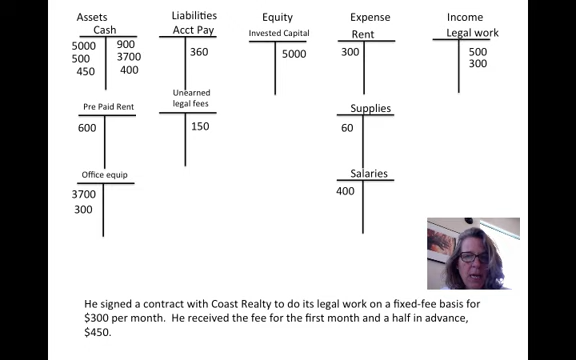 Assets Liabilities Equity Expense Income
Cash Acct Pay Invested Capital Rent Legal work
5000 900 360 5000 300 500
500 3700 300
450 400
Unearned
legal fees
Pre Paid Rent Supplies
600 150 60
Office equip Salaries
3700 400
300
He signed a contract with Coast Realty to do its legal work on a fixed-fee basis for
$300 per month. He received the fee for the first month and a half in advance,
$450.